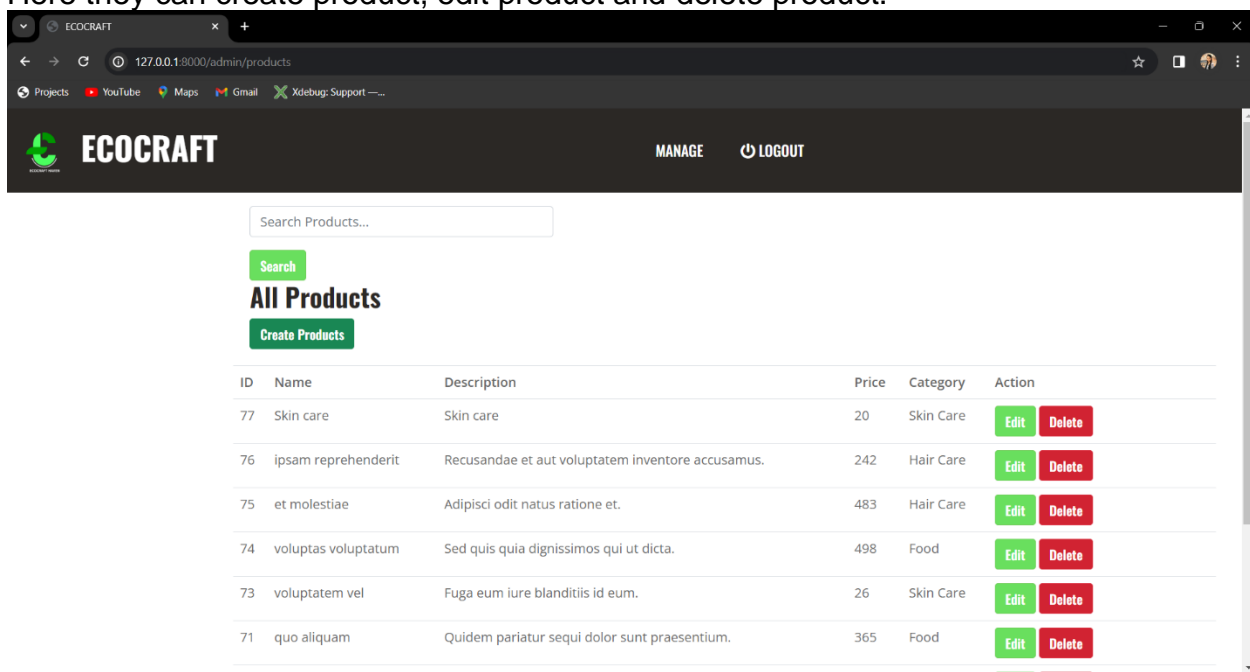 Here they can create product, edit product and delete product.
ECOCRAFT
127.0.0.1:8000/admin/products
Projects YouTube Maps Gmail Xdebug: Support —...
ECOCRAFT MANAGE LOGOUT
Search Products...
Search
All Products
Create Products
ID Name Description Price Category Action
77 Skin care Skin care 20 Skin Care Edit Delete
76 ipsam reprehenderit Recusandae et aut voluptatem inventore accusamus. 242 Hair Care Edit Delete
75 et molestiae Adipisci odit natus ratione et. 483 Hair Care Edit Delete
74 voluptas voluptatum Sed quis quia dignissimos qui ut dicta. 498 Food Edit Delete
73 voluptatem vel Fuga eum iure blanditiis id eum. 26 Skin Care Edit Delete
71 quo aliquam Quidem pariatur sequi dolor sunt praesentium. 365 Food Edit Delete